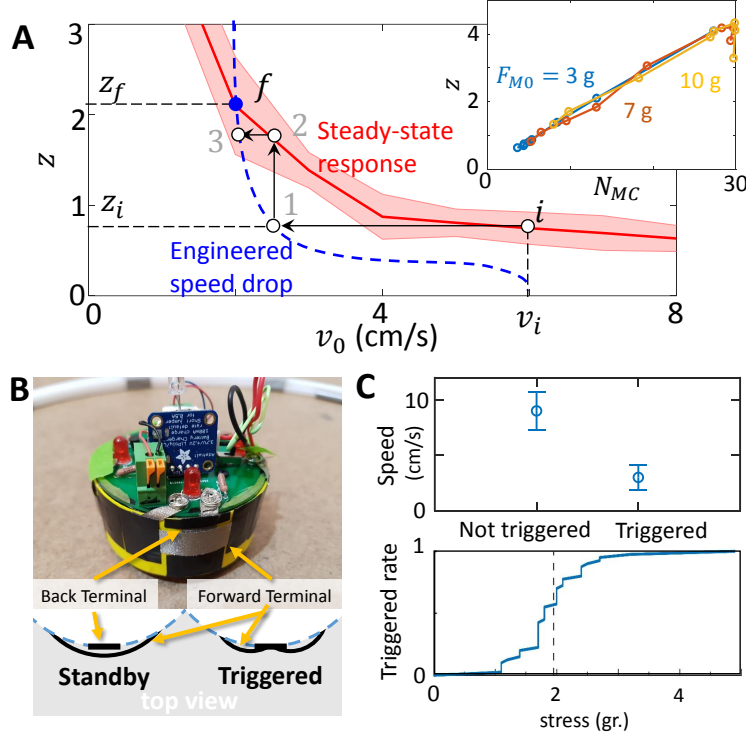 A
3
2
1
0
z
z_f
z_i
f
2
3
1
i
Steady-state
response
Engineered
speed drop
0
4
8
v_0 (cm/s)
v_i
4
2
0
z
F_M0 = 3 g
10 g
7 g
0
30
N_MC
B
Back Terminal
Forward Terminal
Standby
Triggered
top view
C
10
0
Speed
(cm/s)
Not triggered
Triggered
1
0
Triggered rate
0
2
4
stress (gr.)